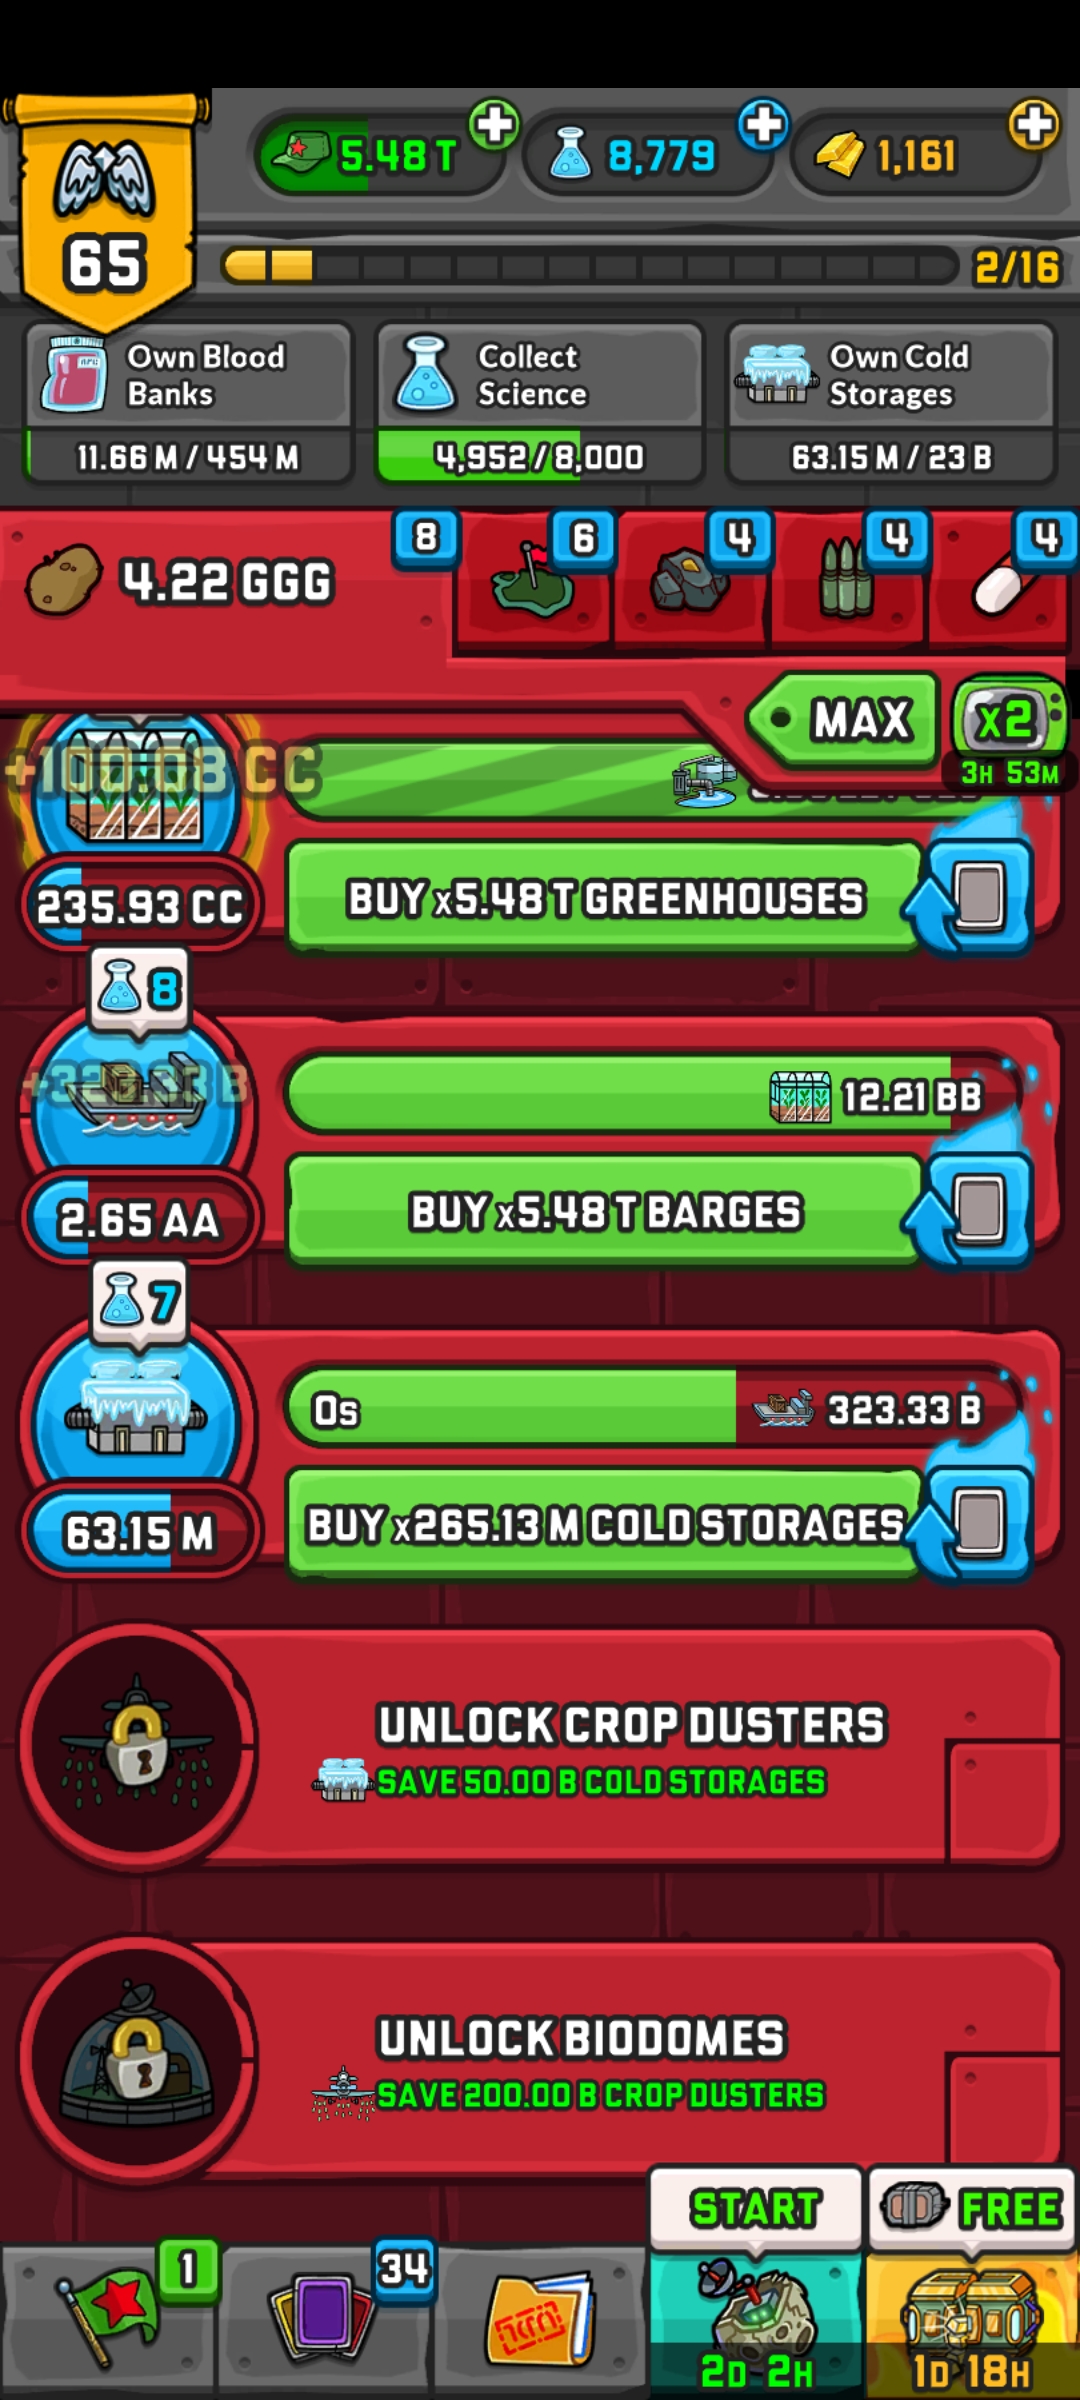 5.48 T
8,779
1,161
65
2/16
Own Blood
Banks
11.66 M / 454 M
Collect
Science
4,952/8,000
Own Cold
Storages
63.15 M / 23 B
4.22 GGG
8
6
4
4
4
MAX
x2
3H 53M
+100.08 CC
235.93 CC
BUY x5.48 T GREENHOUSES
8
12.21 BB
2.65 AA
BUY x5.48 T BARGES
7
0s
323.33 B
63.15 M
BUY x265.13 M COLD STORAGES
UNLOCK CROP DUSTERS
SAVE 50.00 B COLD STORAGES
UNLOCK BIODOMES
SAVE 200.00 B CROP DUSTERS
START
FREE
1
34
2D 2H
1D 18H